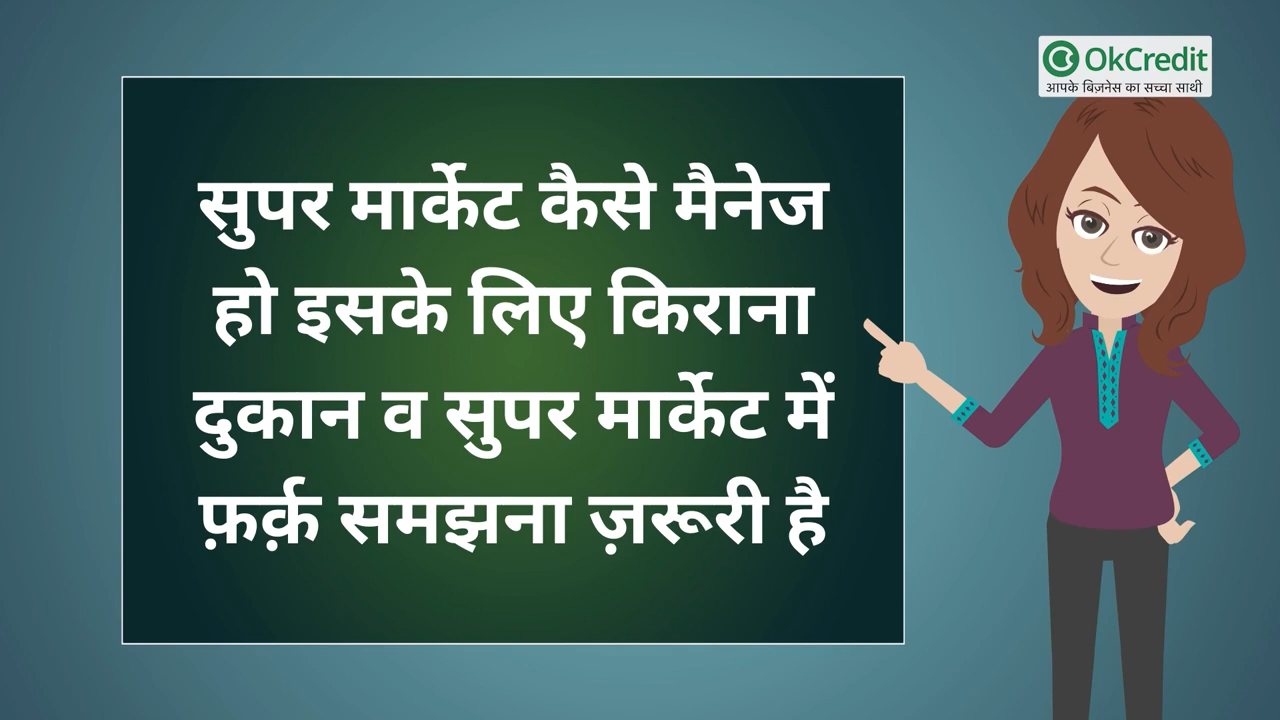 OkCredit
आपके बिज़नेस का सच्चा साथी
सुपर मार्केट कैसे मैनेज
हो इसके लिए किराना
दुकान व सुपर मार्केट में
फ़र्क़ समझना ज़रूरी है